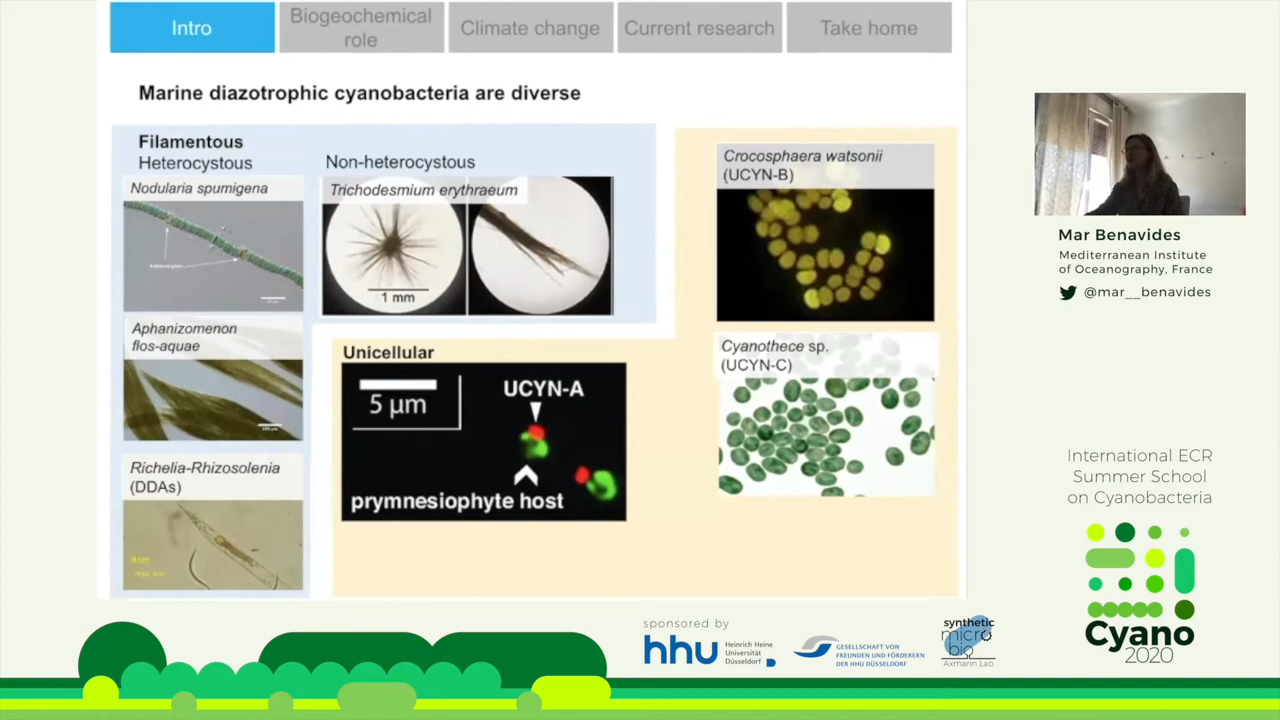 Intro
Biogeochemical
role
Climate change
Current research
Take home
Marine diazotrophic cyanobacteria are diverse
Filamentous
Heterocystous
Non-heterocystous
Nodularia spumigena
Trichodesmium erythraeum
1 mm
Aphanizomenon
flos-aquae
Richelia-Rhizosolenia
(DDAs)
Unicellular
5 µm
UCYN-A
prymnesiophyte host
Crocosphaera watsonii
(UCYN-B)
Cyanothece sp.
(UCYN-C)
Mar Benavides
Mediterranean Institute
of Oceanography, France
@mar__benavides
International ECR
Summer School
on Cyanobacteria
Cyano
2020
sponsored by
hhu
Heinrich Heine
Universität
Düsseldorf
GESELLSCHAFT VON
FREUNDEN UND FÖRDERERN
DER HHU DÜSSELDORF
synthetic
micro
bio
Axmann Lab